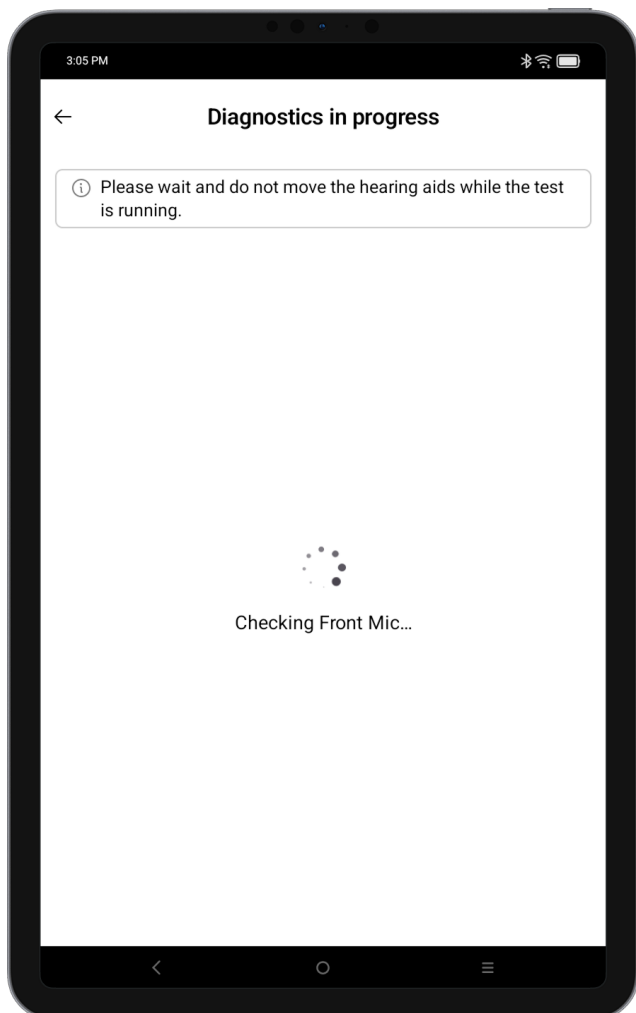 3:05 PM
Diagnostics in progress
Please wait and do not move the hearing aids while the test
is running.
Checking Front Mic...